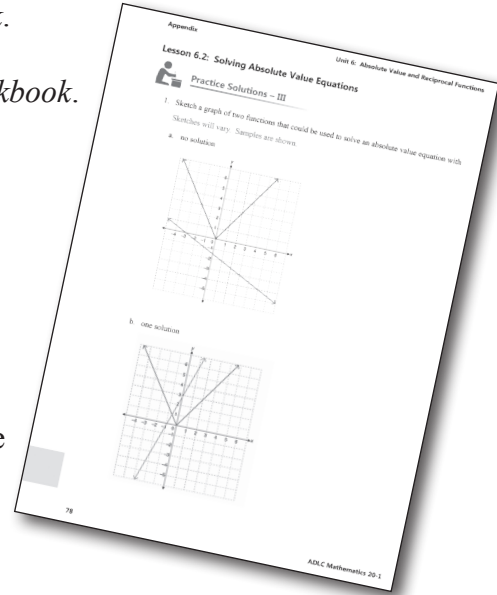 k.
kbook.
e
Appendix
Unit 6: Absolute Value and Reciprocal Functions
Lesson 6.2: Solving Absolute Value Equations
Practice Solutions – III
1. Sketch a graph of two functions that could be used to solve an absolute value equation with
Sketches will vary. Samples are shown.
a. no solution
b. one solution
78
ADLC Mathematics 20-1